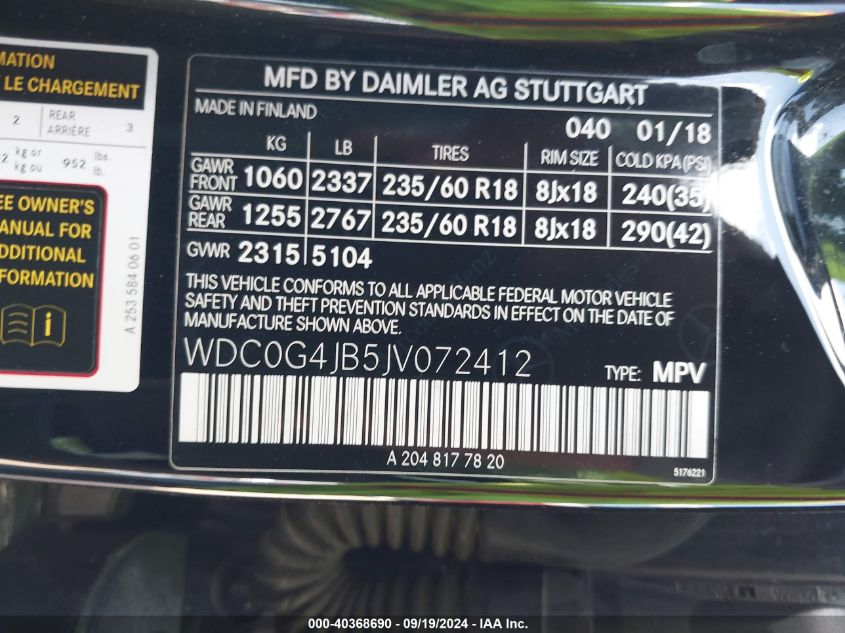 MATION
LE CHARGEMENT
2 REAR ARRIÈRE 3
kg or kg ou 952 lbs. lb.
EE OWNER'S
MANUAL FOR
ADDITIONAL
INFORMATION
A 253 584 06 01
MFD BY DAIMLER AG STUTTGART
MADE IN FINLAND
040 01/18
KG LB TIRES RIM SIZE COLD KPA(PSI)
GAWR FRONT 1060 2337 235/60 R18 8Jx18 240(35)
GAWR REAR 1255 2767 235/60 R18 8Jx18 290(42)
GVWR 2315 5104
THIS VEHICLE CONFORMS TO ALL APPLICABLE FEDERAL MOTOR VEHICLE
SAFETY AND THEFT PREVENTION STANDARDS IN EFFECT ON THE DATE OF
MANUFACTURE SHOWN ABOVE.
WDC0G4JB5JV072412
TYPE: MPV
A 204 817 78 20
5176221
000-40368690 - 09/19/2024 - IAA Inc.